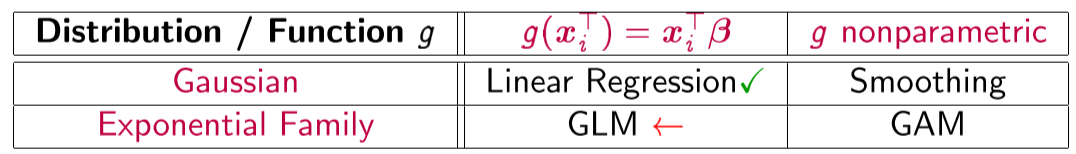 Distribution / Function g g(x_i^⊤) = x_i^⊤ β g nonparametric
Gaussian Linear Regression✓ Smoothing
Exponential Family GLM ← GAM